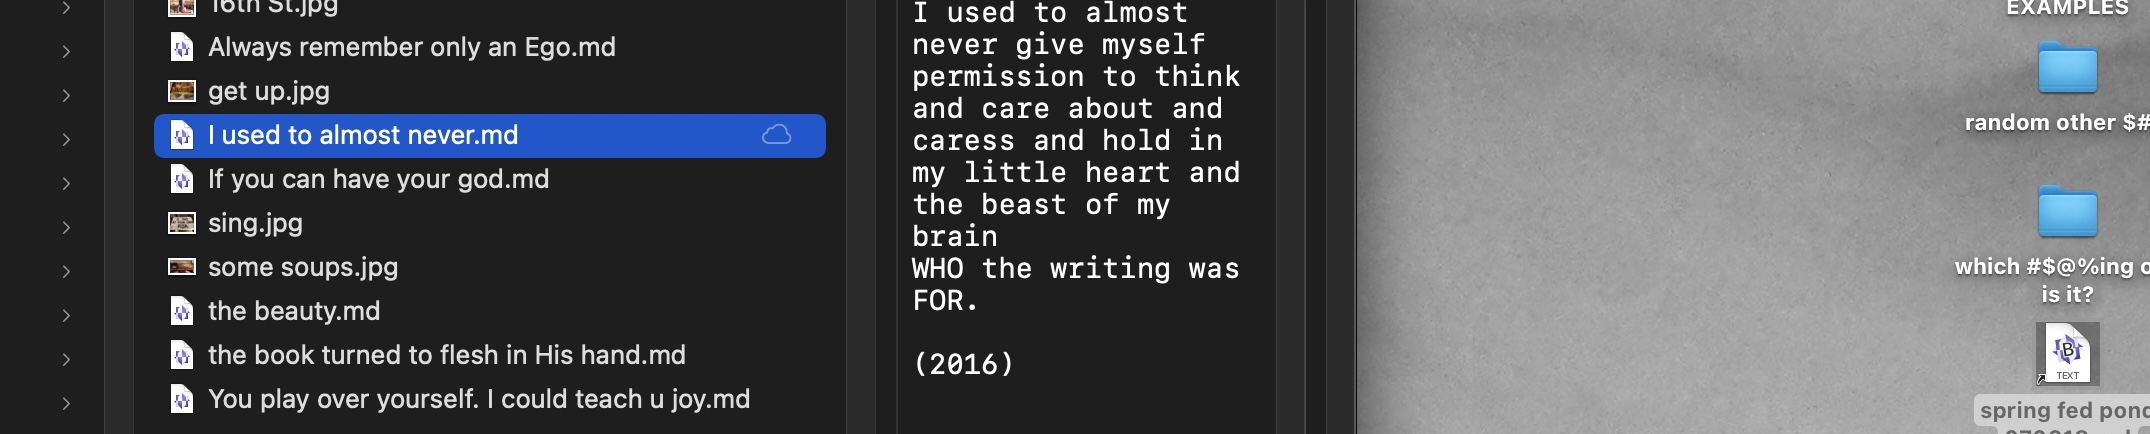 16th St.jpg
Always remember only an Ego.md
get up.jpg
I used to almost never.md
If you can have your god.md
sing.jpg
some soups.jpg
the beauty.md
the book turned to flesh in His hand.md
You play over yourself. I could teach u joy.md
I used to almost
never give myself
permission to think
and care about and
caress and hold in
my little heart and
the beast of my
brain
WHO the writing was
FOR.
(2016)
EXAMPLES
random other $#
which #$@%ing
is it?
B
TEXT
spring fed pond